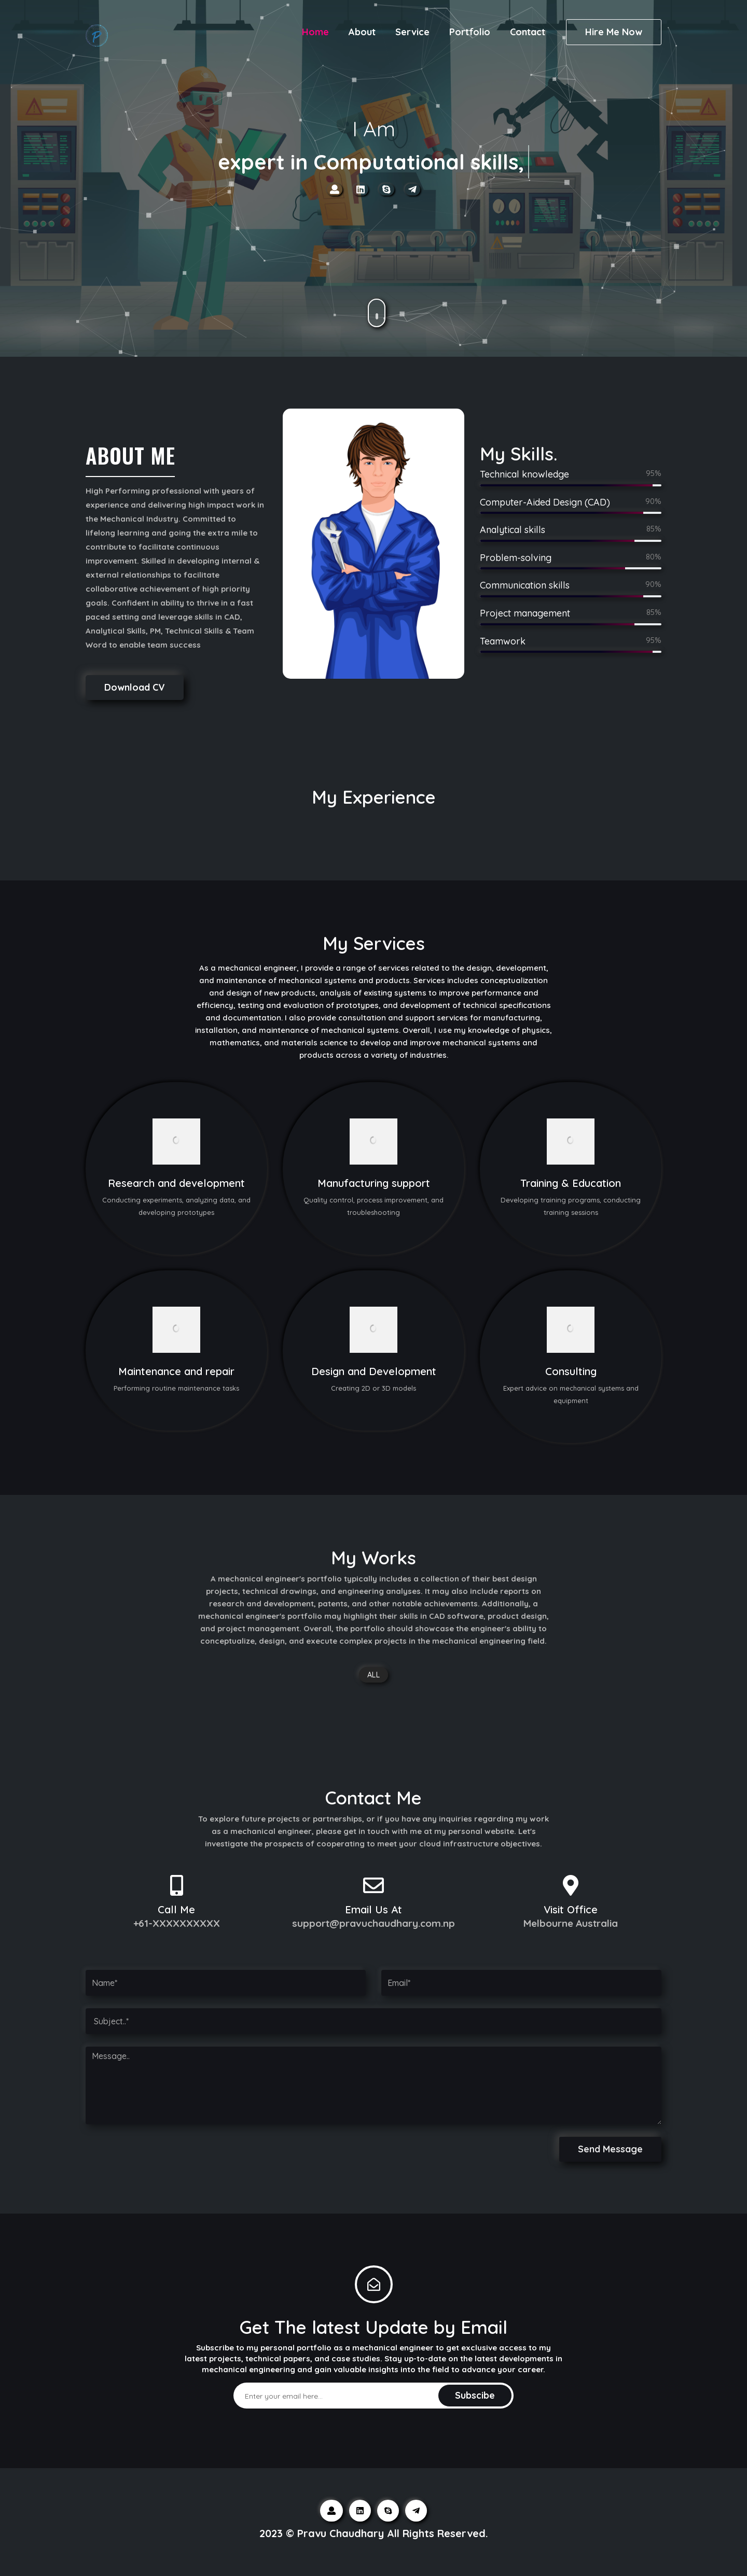 Home About Service Portfolio Contact Hire Me Now
I Am
expert in Computational skills,
ABOUT ME
High Performing professional with years of
experience and delivering high impact work in
the Mechanical Industry. Committed to
lifelong learning and going the extra mile to
contribute to facilitate continuous
improvement. Skilled in developing internal &
external relationships to facilitate
collaborative achievement of high priority
goals. Confident in ability to thrive in a fast
paced setting and leverage skills in CAD,
Analytical Skills, PM, Technical Skills & Team
Word to enable team success
Download CV
My Skills.
Technical knowledge 95%
Computer-Aided Design (CAD) 90%
Analytical skills 85%
Problem-solving 80%
Communication skills 90%
Project management 85%
Teamwork 95%
My Experience
My Services
As a mechanical engineer, I provide a range of services related to the design, development,
and maintenance of mechanical systems and products. Services includes conceptualization
and design of new products, analysis of existing systems to improve performance and
efficiency, testing and evaluation of prototypes, and development of technical specifications
and documentation. I also provide consultation and support services for manufacturing,
installation, and maintenance of mechanical systems. Overall, I use my knowledge of physics,
mathematics, and materials science to develop and improve mechanical systems and
products across a variety of industries.
Research and development
Conducting experiments, analyzing data, and
developing prototypes
Manufacturing support
Quality control, process improvement, and
troubleshooting
Training & Education
Developing training programs, conducting
training sessions
Maintenance and repair
Performing routine maintenance tasks
Design and Development
Creating 2D or 3D models
Consulting
Expert advice on mechanical systems and
equipment
My Works
A mechanical engineer's portfolio typically includes a collection of their best design
projects, technical drawings, and engineering analyses. It may also include reports on
research and development, patents, and other notable achievements. Additionally, a
mechanical engineer's portfolio may highlight their skills in CAD software, product design,
and project management. Overall, the portfolio should showcase the engineer's ability to
conceptualize, design, and execute complex projects in the mechanical engineering field.
ALL
Contact Me
To explore future projects or partnerships, or if you have any inquiries regarding my work
as a mechanical engineer, please get in touch with me at my personal website. Let's
investigate the prospects of cooperating to meet your cloud infrastructure objectives.
Call Me
+61-XXXXXXXXXX
Email Us At
support@pravuchaudhary.com.np
Visit Office
Melbourne Australia
Name*
Email*
Subject..*
Message..
Send Message
Get The latest Update by Email
Subscribe to my personal portfolio as a mechanical engineer to get exclusive access to my
latest projects, technical papers, and case studies. Stay up-to-date on the latest developments in
mechanical engineering and gain valuable insights into the field to advance your career.
Enter your email here...
Subscibe
2023 © Pravu Chaudhary All Rights Reserved.